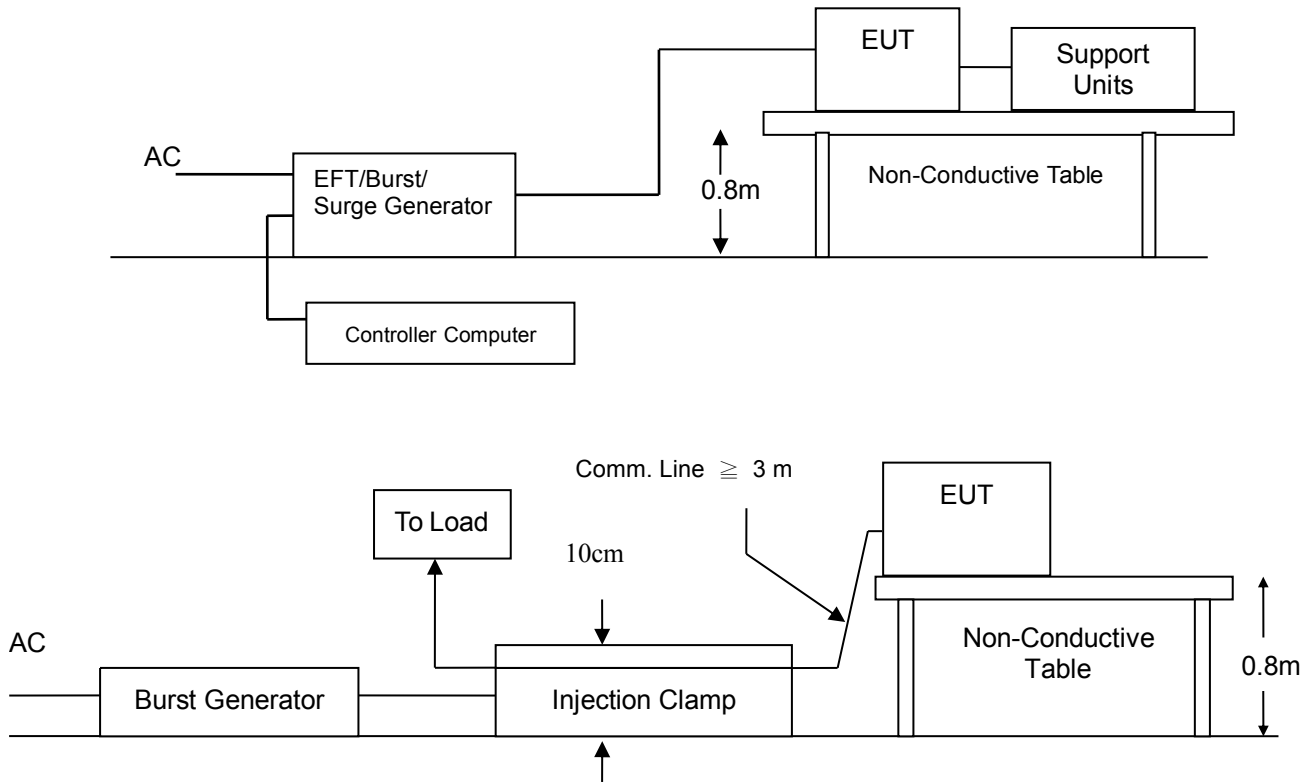 EUT
Support
Units
AC
EFT/Burst/
Surge Generator
0.8m
Non-Conductive Table
Controller Computer
Comm. Line ≧ 3 m
EUT
To Load
10cm
AC
Non-Conductive
Table
0.8m
Burst Generator
Injection Clamp